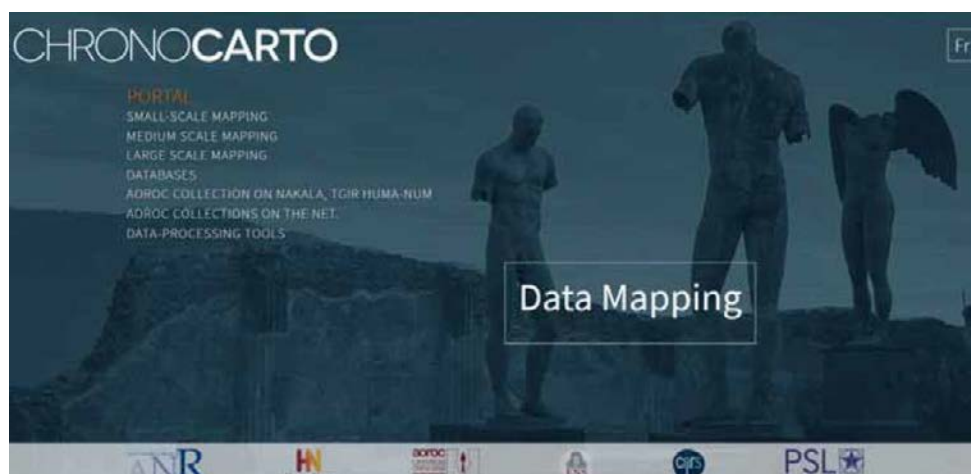 CHRONOCARTO
Fr
PORTAL
SMALL-SCALE MAPPING
MEDIUM SCALE MAPPING
LARGE SCALE MAPPING
DATABASES
AOROC COLLECTION ON NAKALA, TGIR HUMA-NUM
AOROC COLLECTIONS ON THE NET.
DATA-PROCESSING TOOLS
Data Mapping
ANR
HN
aoroc
cnrs
PSL